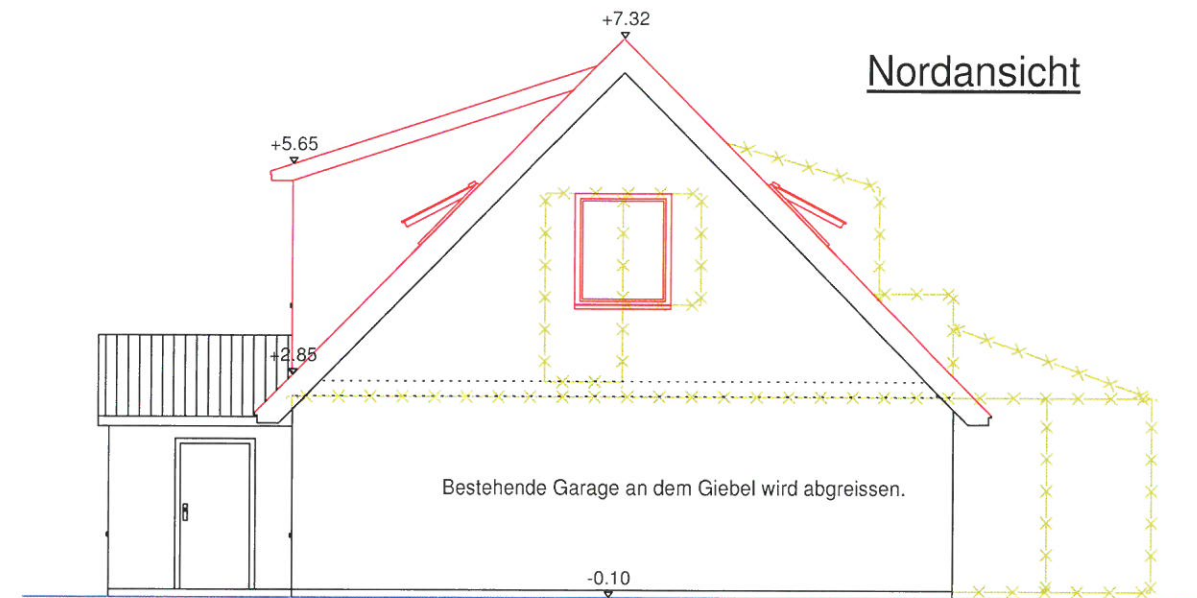 +7.32
Nordansicht
+5.65
+2.85
Bestehende Garage an dem Giebel wird abgreissen.
-0.10